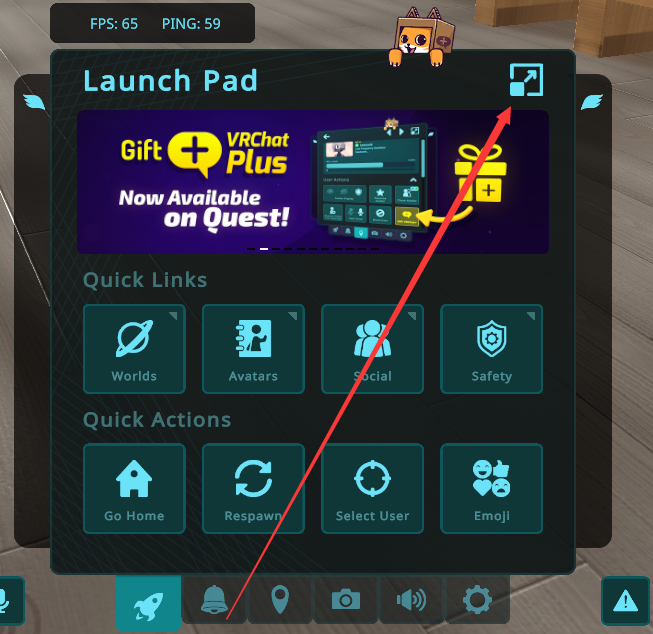 FPS: 65 PING: 59
Launch Pad
Gift VRChat
Plus
Now Available
on Quest!
Quick Links
Worlds Avatars Social Safety
Quick Actions
Go Home Respawn Select User Emoji